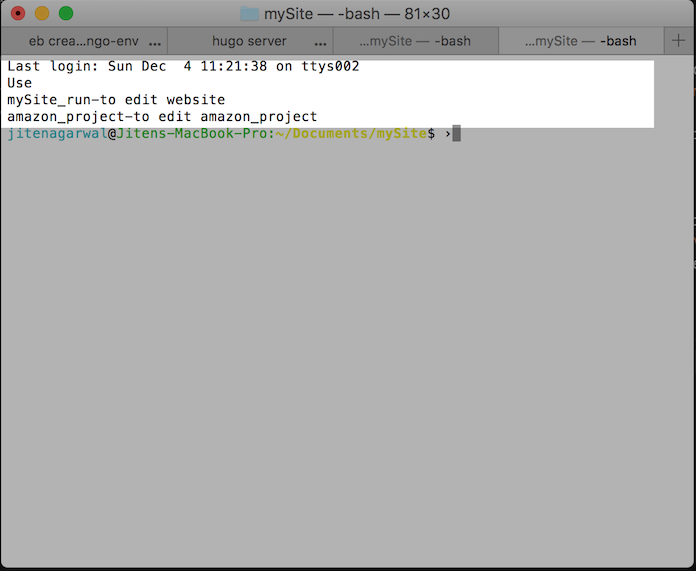 mySite — -bash — 81×30
eb crea...ngo-env ...
hugo server ...
...mySite — -bash
...mySite — -bash
Last login: Sun Dec  4 11:21:38 on ttys002
Use
mySite_run-to edit website
amazon_project-to edit amazon_project
jitenagarwal@Jitens-MacBook-Pro:~/Documents/mySite$ ›